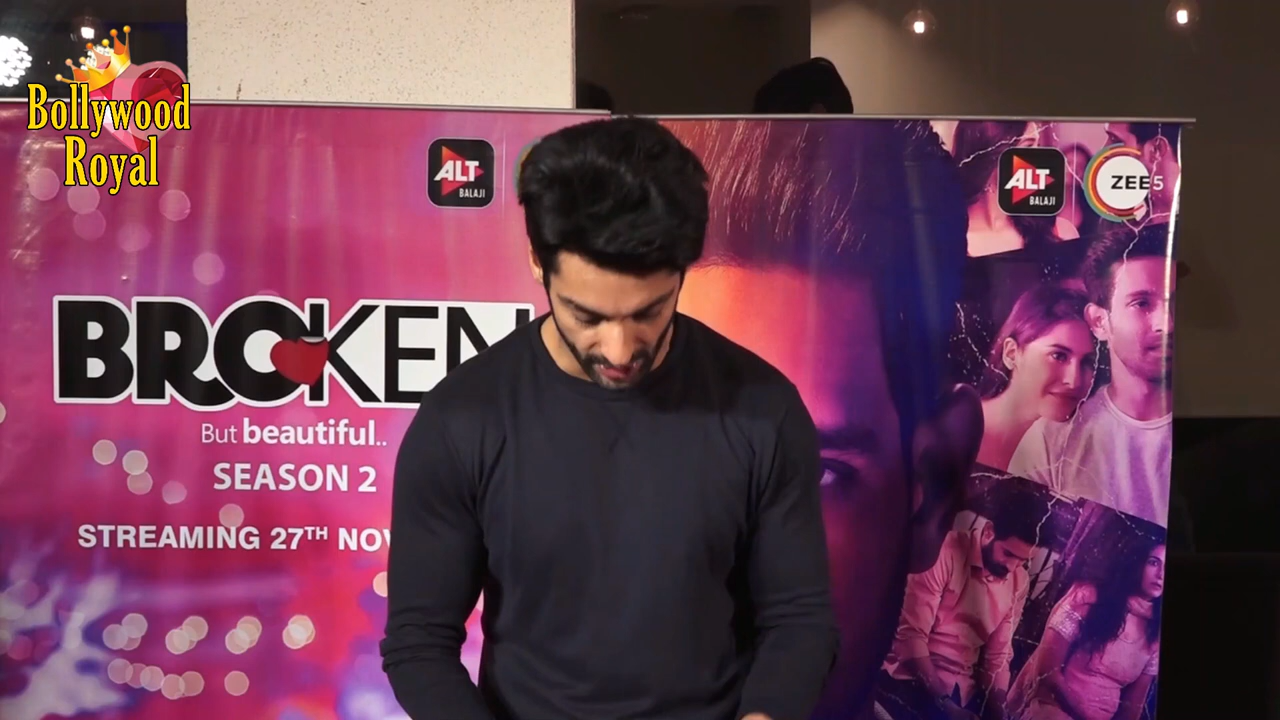 Bollywood
Royal
ALT
BALAJI
ALT
BALAJI
ZEE5
BROKEN
But beautiful..
SEASON 2
STREAMING 27TH NOV